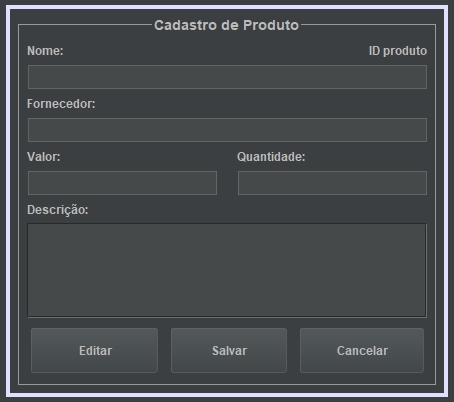 Cadastro de Produto
Nome: ID produto
Fornecedor:
Valor: Quantidade:
Descrição:
Editar Salvar Cancelar